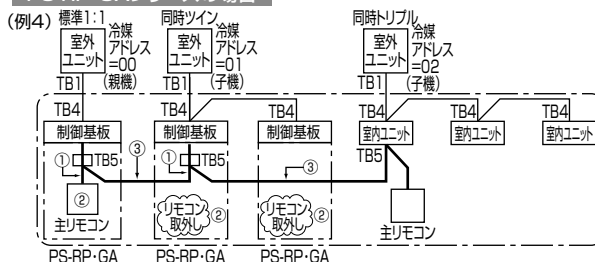 (例4)
標準1:1
室外
ユニット
冷媒
アドレス
=00
(親機)
TB1
同時ツイン
室外
ユニット
冷媒
アドレス
=01
(子機)
TB1
同時トリプル
室外
ユニット
冷媒
アドレス
=02
(子機)
TB1
TB4
制御基板
TB4
制御基板
TB4
制御基板
TB4
室内ユニット
TB4
室内ユニット
TB4
室内ユニット
① TB5
③
① TB5
③
TB5
②
主リモコン
リモコン
取外し
②
リモコン
取外し
②
主リモコン
PS-RP・GA
PS-RP・GA
PS-RP・GA